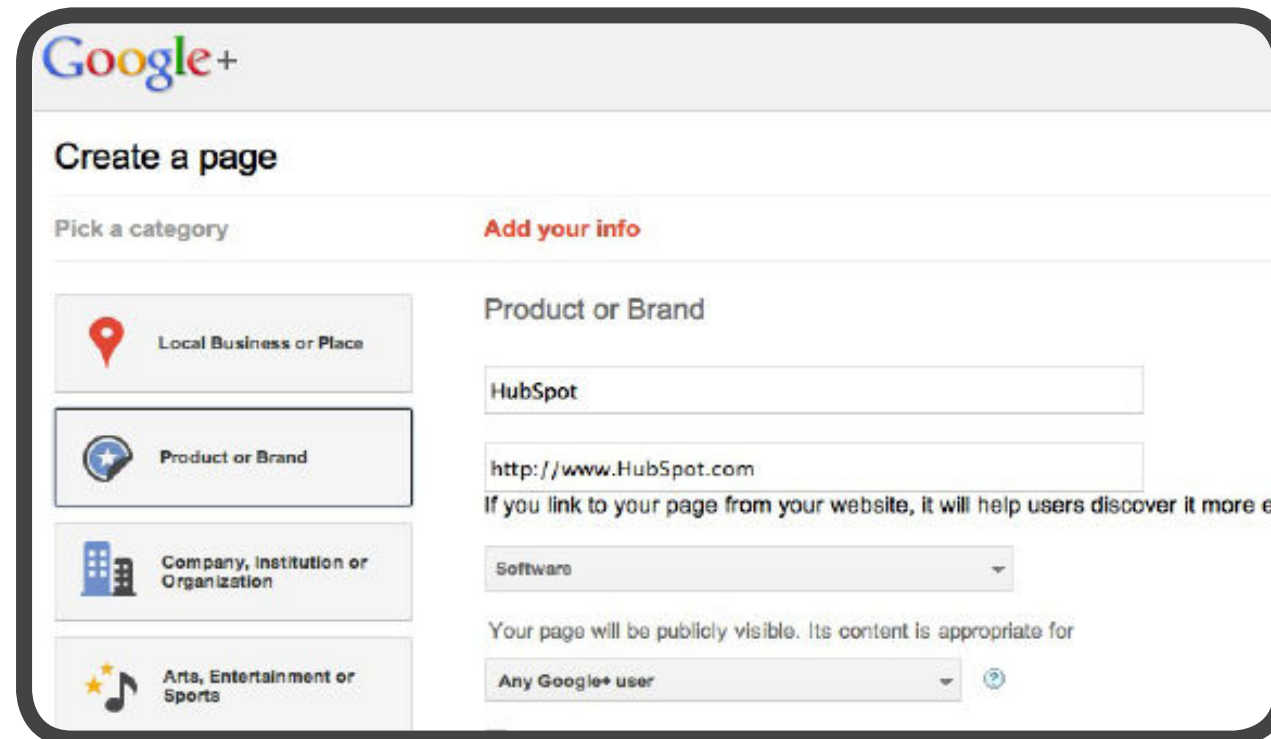 Google+
Create a page
Pick a category
Add your info
Local Business or Place
Product or Brand
Company, Institution or
Organization
Arts, Entertainment or
Sports
Product or Brand
HubSpot
http://www.HubSpot.com
If you link to your page from your website, it will help users discover it more e
Software
Your page will be publicly visible. Its content is appropriate for
Any Google+ user
?